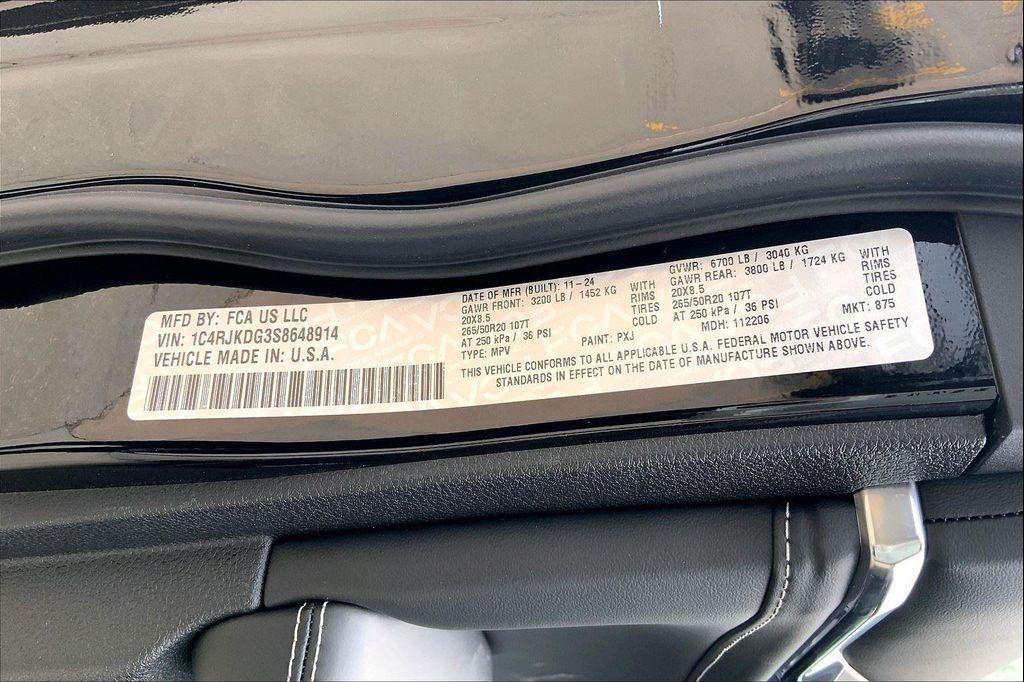 MFD BY: FCA US LLC
VIN: 1C4RJKDG3S8648914
VEHICLE MADE IN: U.S.A.
DATE OF MFR (BUILT): 11-24
GVWR: 6700 LB / 3040 KG
GAWR FRONT: 3200 LB / 1452 KG WITH
20X8.5 RIMS
265/50R20 107T TIRES
AT 250 kPa / 36 PSI COLD
TYPE: MPV
PAINT: PXJ
GAWR REAR: 3800 LB / 1724 KG WITH
20X8.5 RIMS
265/50R20 107T TIRES
AT 250 kPa / 36 PSI COLD
MDH: 112206
MKT: 875
THIS VEHICLE CONFORMS TO ALL APPLICABLE U.S.A. FEDERAL MOTOR VEHICLE SAFETY
STANDARDS IN EFFECT ON THE DATE OF MANUFACTURE SHOWN ABOVE.